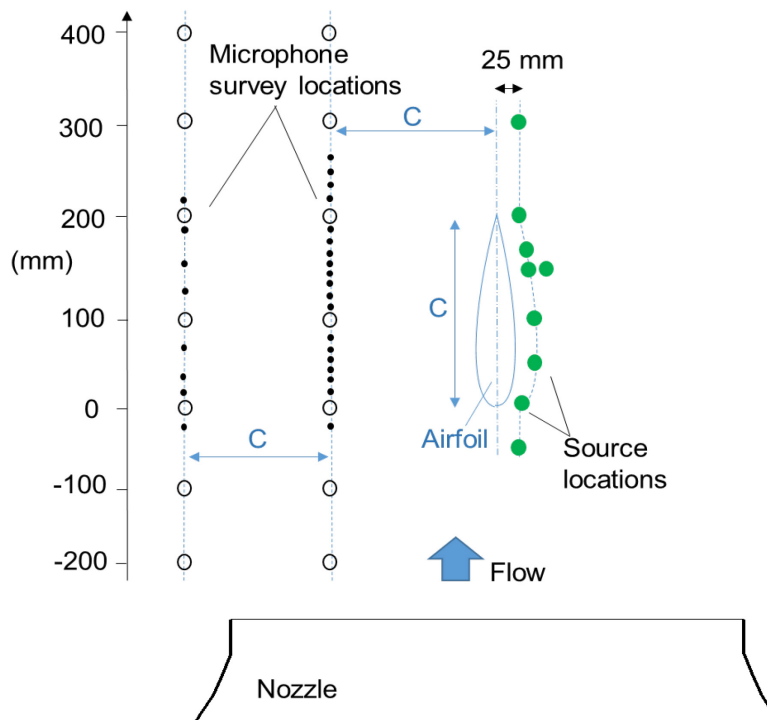 400
Microphone
survey locations
25 mm
C
300
200
(mm)
C
100
0
Airfoil
C
Source
locations
-100
-200
Flow
Nozzle